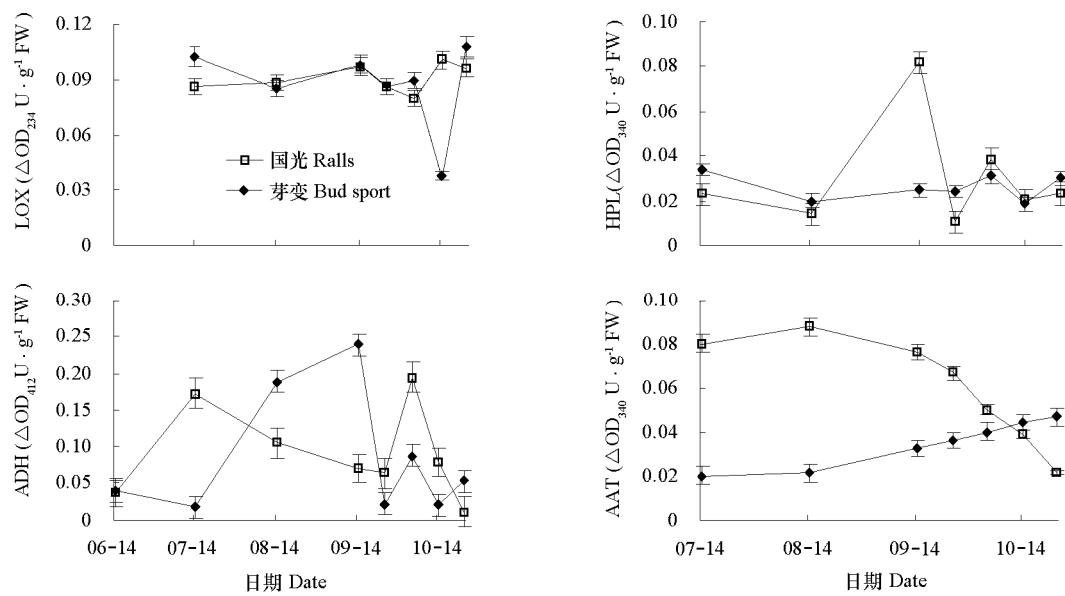 LOX (△OD234 U · g-1 FW)
0.12
0.09
0.06
0.03
0
国光 Ralls
芽变 Bud sport
HPL(△OD340 U · g-1 FW)
0.10
0.08
0.06
0.04
0.02
0
ADH (△OD412 U · g-1 FW)
0.30
0.25
0.20
0.15
0.10
0.05
0
06-14 07-14 08-14 09-14 10-14
日期 Date
AAT (△OD340 U · g-1 FW)
0.10
0.08
0.06
0.04
0.02
0
07-14 08-14 09-14 10-14
日期 Date